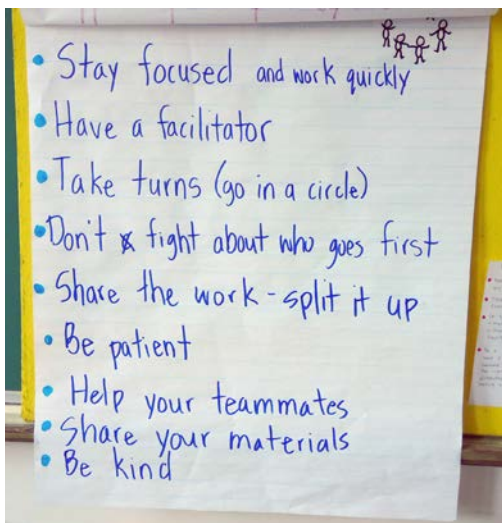 • Stay focused and work quickly
• Have a facilitator
• Take turns (go in a circle)
• Don't fight about who goes first
• Share the work - split it up
• Be patient
• Help your teammates
• Share your materials
• Be kind